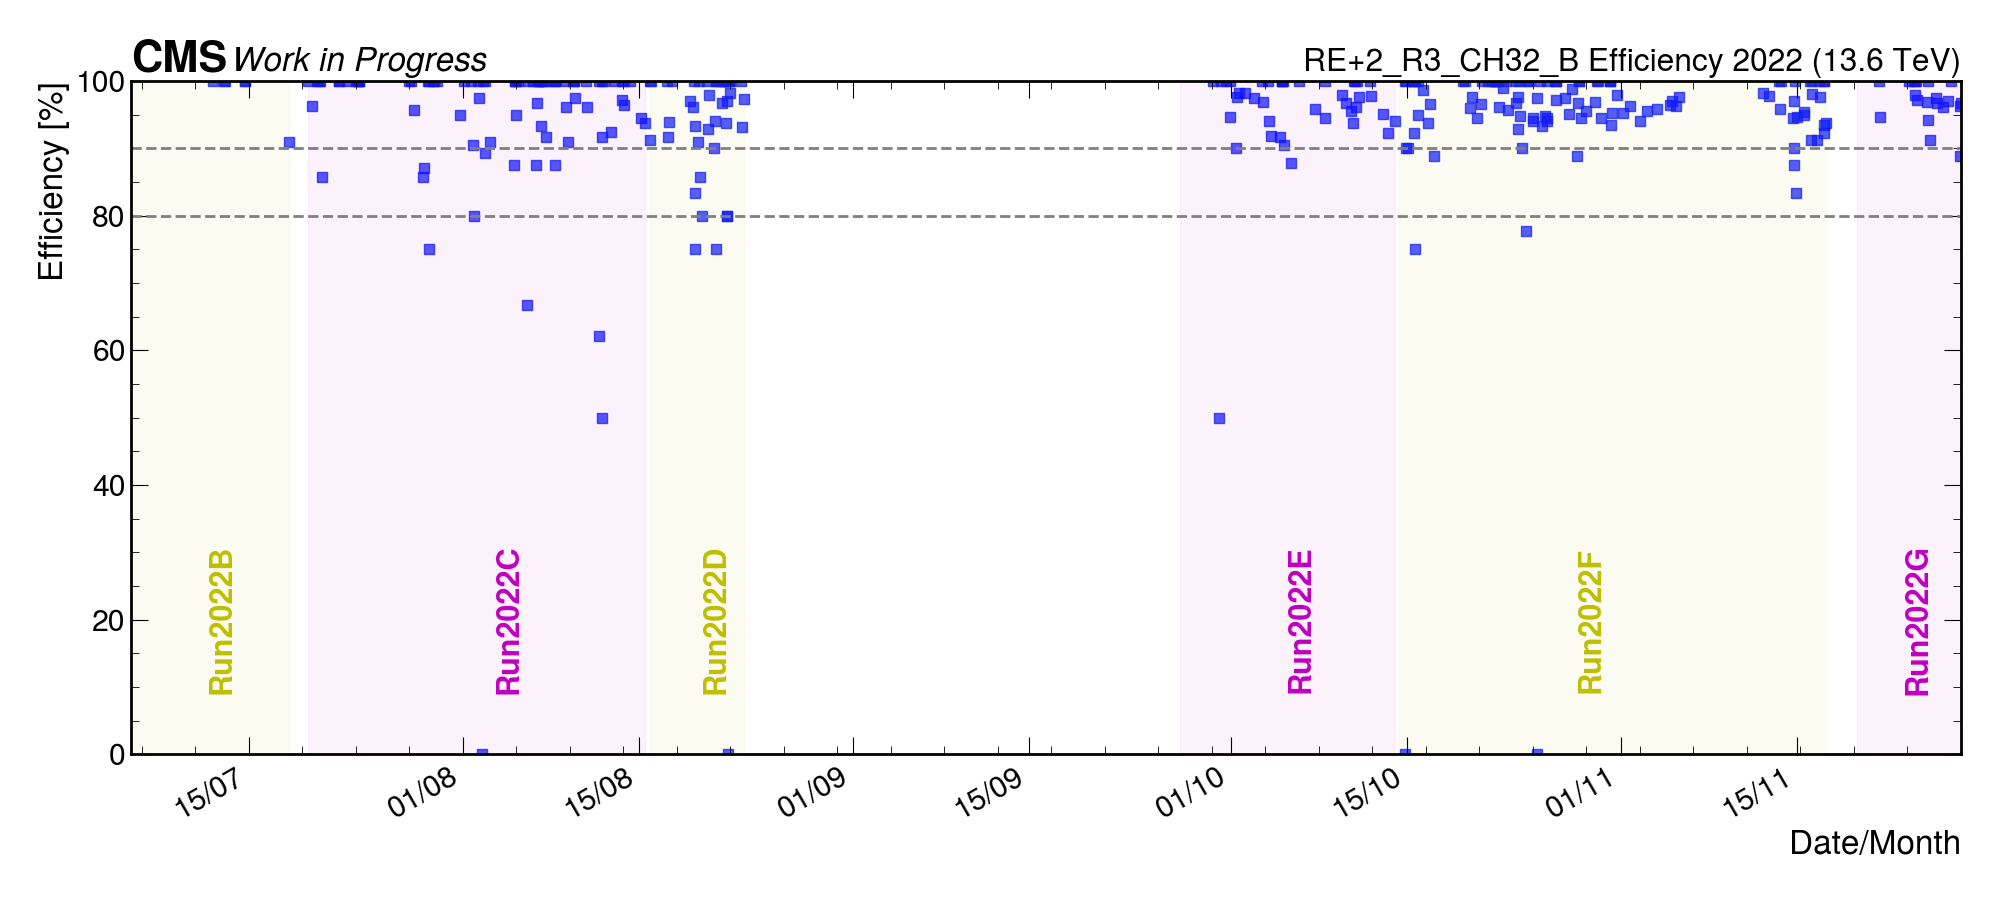 CMS Work in Progress
RE+2_R3_CH32_B Efficiency 2022 (13.6 TeV)
Efficiency [%]
100
80
60
40
20
0
Run2022B
Run2022C
Run2022D
Run2022E
Run2022F
Run2022G
15/07
01/08
15/08
01/09
15/09
01/10
15/10
01/11
15/11
Date/Month